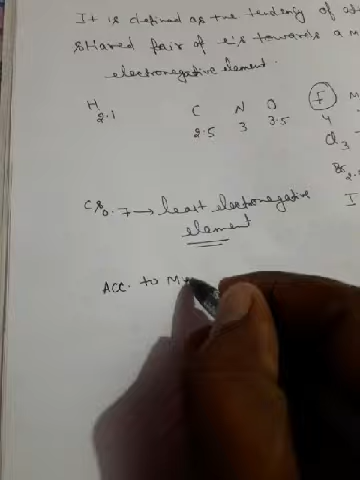 It is defined as the tendency of
shared pair of e's towards a m
electronegative element.
H C N O F M
2.1 2.5 3 3.5 4
Cl 3
Br 2.
I
Cs 0.7 → least electronegative
element
Acc. to M